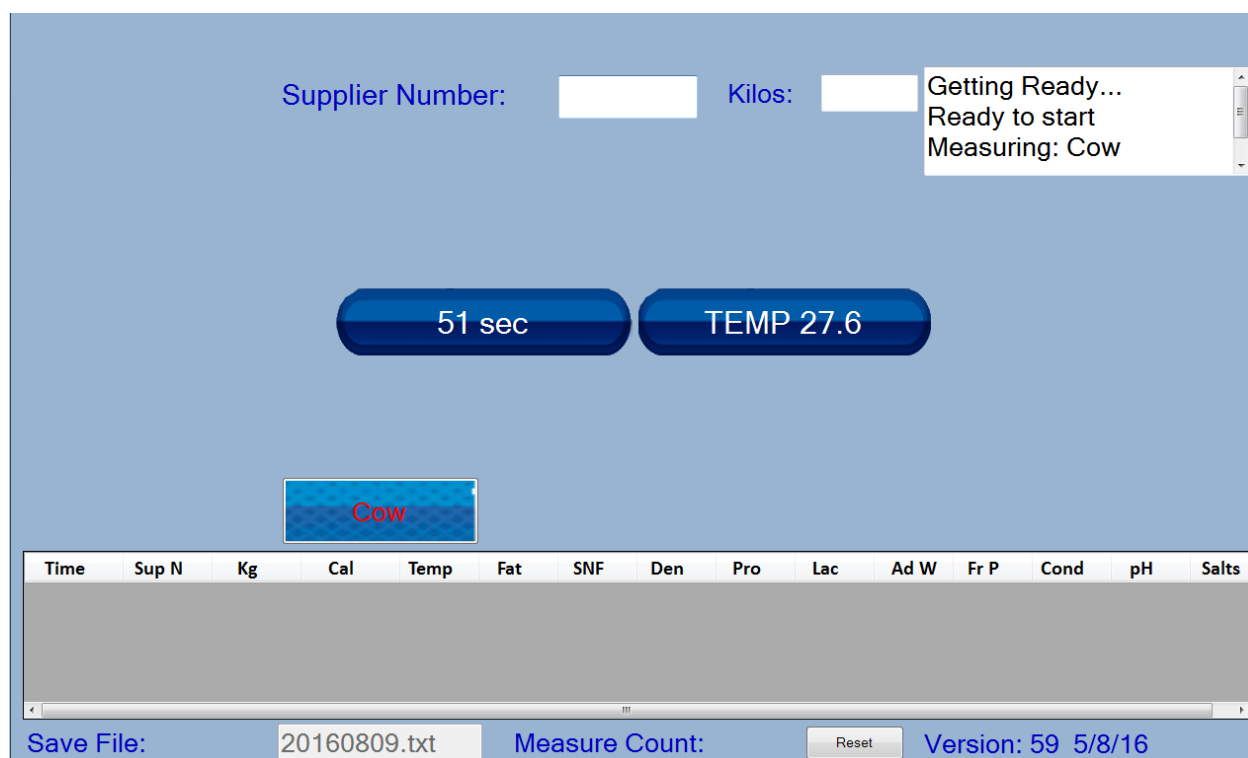 Supplier Number:
Kilos:
Getting Ready...
Ready to start
Measuring: Cow
51 sec
TEMP 27.6
Cow
Time Sup N Kg Cal Temp Fat SNF Den Pro Lac Ad W Fr P Cond pH Salts
Save File: 20160809.txt Measure Count: Reset Version: 59 5/8/16